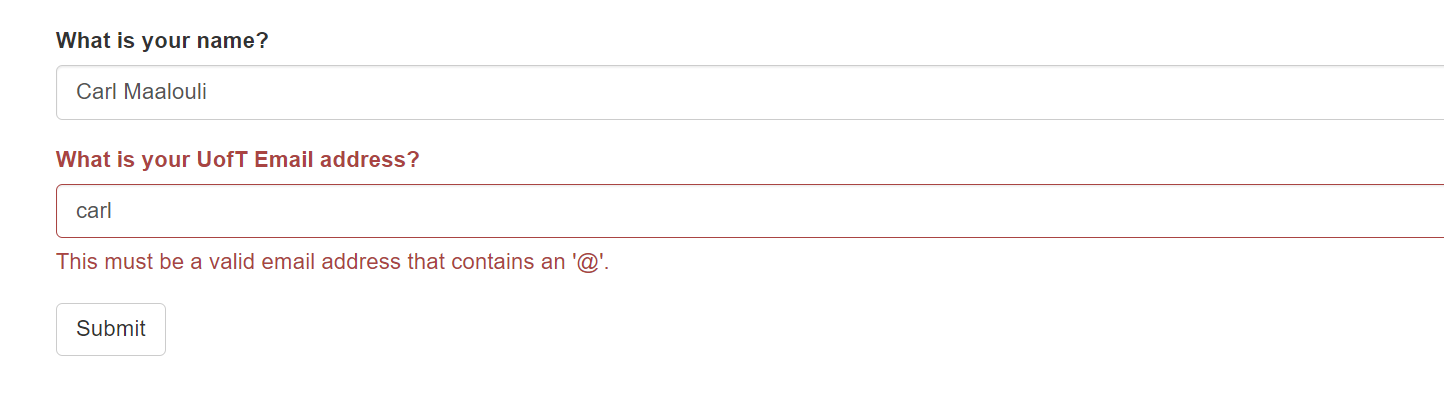 What is your name?
Carl Maalouli
What is your UofT Email address?
carl
This must be a valid email address that contains an '@'.
Submit